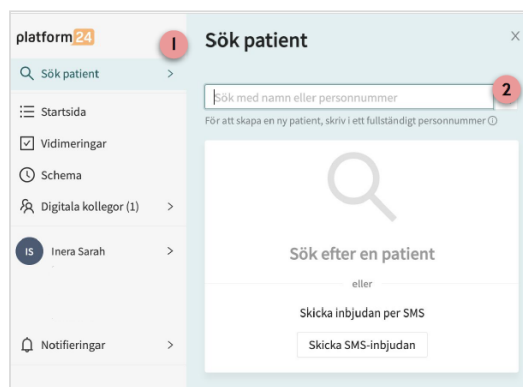 platform24
1
Sök patient
Startsida
Vidimeringar
Schema
Digitala kollegor (1)
IS
Inera Sarah
Notifieringar
Sök patient
X
Sök med namn eller personnummer
2
För att skapa en ny patient, skriv i ett fullständigt personnummer
Sök efter en patient
eller
Skicka inbjudan per SMS
Skicka SMS-inbjudan